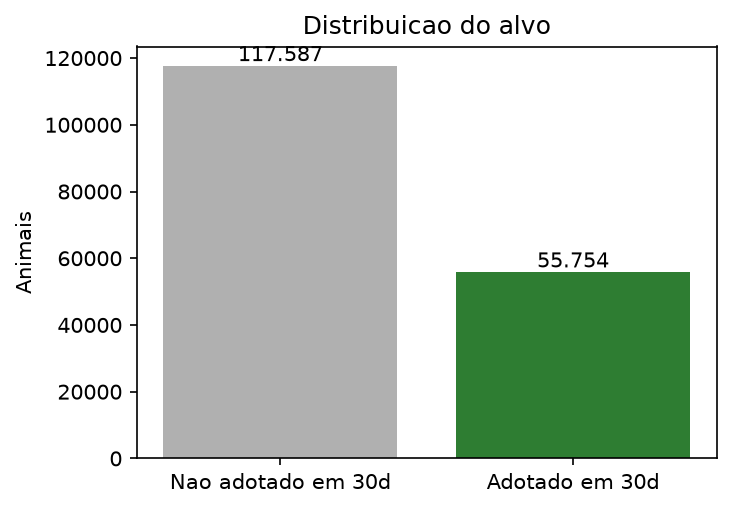 Distribuicao do alvo
Animais
120000
100000
80000
60000
40000
20000
0
117.587
55.754
Nao adotado em 30d
Adotado em 30d